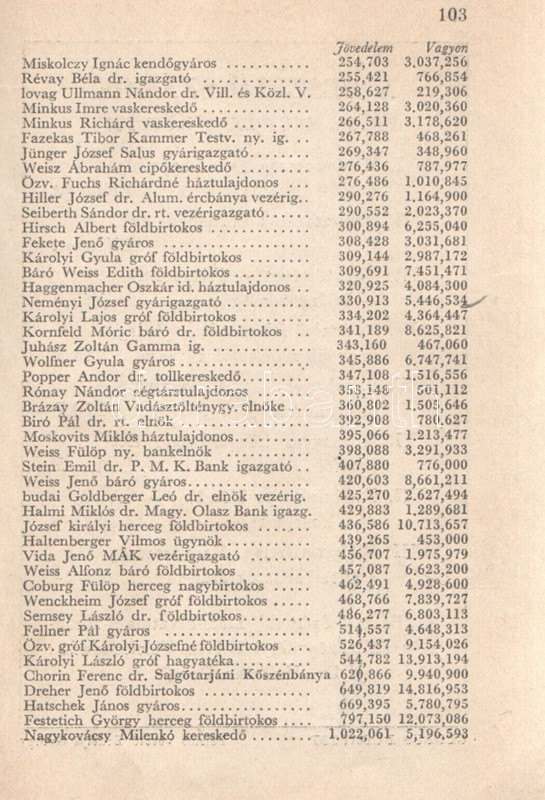 103
Jövedelem Vagyon
Miskolczy Ignác kendőgyáros ........... 254,703 3,037,256
Révay Béla dr. igazgató ............. 255,421 766,854
lovag Ullmann Nándor dr. Vill. és Közl. V. 258,627 219,306
Minkus Imre vaskereskedő ............. 264,128 3,020,360
Minkus Richárd vaskereskedő .......... 266,511 3,178,620
Fazekas Tibor Kammer Testv. ny. ig. .. 267,788 468,261
Jünger József Salus gyárigazgató........ 269,347 348,960
Weisz Ábrahám cipőkereskedő ......... 276,436 787,977
Özv. Fuchs Richárdné háztulajdonos ... 276,486 1,010,845
Hiller József dr. Alum. ércbánya vezérig.. 290,276 1,164,900
Seiberth Sándor dr. rt. vezérigazgató...... 290,552 2,023,370
Hirsch Albert földbirtokos ............ 300,894 6,255,040
Fekete Jenő gyáros .................. 308,428 3,031,681
Károlyi Gyula gróf földbirtokos ........ 309,144 2,987,172
Báró Weiss Edith földbirtokos .......... 309,691 7,451,471
Haggenmacher Oszkár id. háztulajdonos .. 320,925 4,084,300
Neményi József gyárigazgató ........... 330,913 5,446,534
Károlyi Lajos gróf földbirtokos ......... 334,202 4,364,447
Kornfeld Móric báró dr. földbirtokos .. 341,189 8,625,821
Juhász Zoltán Gamma ig. ............. 343,160 467,060
Wolfner Gyula gyáros ................. 345,886 6,747,741
Popper Andor dr. tollkereskedő......... 347,108 1,516,556
Rónay Nándor cégtárstulajdonos ....... 358,148 501,112
Brázay Zoltán Vadásztölténygy. elnöke ... 360,802 1,505,646
Biró Pál dr. rt. elnök ................. 392,908 780,627
Moskovits Miklós háztulajdonos.......... 395,066 1,213,477
Weiss Fülöp ny. bankelnök ........... 398,088 3,291,933
Stein Emil dr. P. M. K. Bank igazgató .. 407,880 776,000
Weiss Jenő báró gyáros................ 420,603 8,661,211
budai Goldberger Leó dr. elnök vezérig. 425,270 2,627,494
Halmi Miklós dr. Magy. Olasz Bank igazg. 429,883 1,289,681
József királyi herceg földbirtokos ....... 436,586 10,713,657
Haltenberger Vilmos ügynök ........... 439,265 453,000
Vida Jenő MÁK vezérigazgató ......... 456,707 1,975,979
Weiss Alfonz báró földbirtokos ........ 457,087 6,623,200
Coburg Fülöp herceg nagybirtokos ..... 462,491 4,928,600
Wenckheim József gróf földbirtokos ..... 468,766 7,839,727
Semsey László dr. földbirtokos.......... 486,277 6,803,113
Fellner Pál gyáros .................. 514,557 4,648,313
Özv. gróf Károlyi Józsefné földbirtokos ... 526,437 9,154,026
Károlyi László gróf hagyatéka........... 544,782 13,913,194
Chorin Ferenc dr. Salgótarjáni Kőszénbánya 620,866 9,940,900
Dreher Jenő földbirtokos .............. 649,819 14,816,953
Hatschek János gyáros................. 669,395 5,780,795
Festetich György herceg földbirtokos .... 797,150 12,073,086
Nagykovácsy Milenkó kereskedő ........ 1.022,061 5,196,593